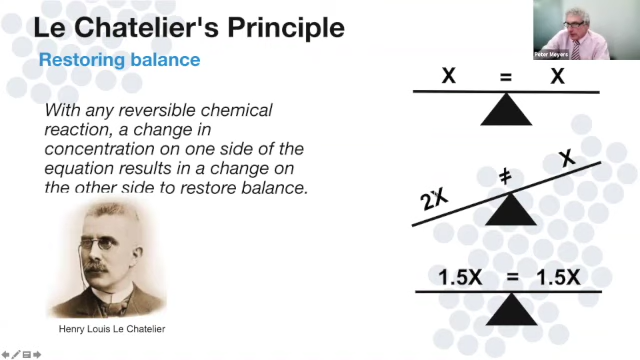 Le Chatelier's Principle
Restoring balance
Peter Meyers
With any reversible chemical
reaction, a change in
concentration on one side of the
equation results in a change on
the other side to restore balance.
Henry Louis Le Chatelier
X = X
2X ≠ X
1.5X = 1.5X